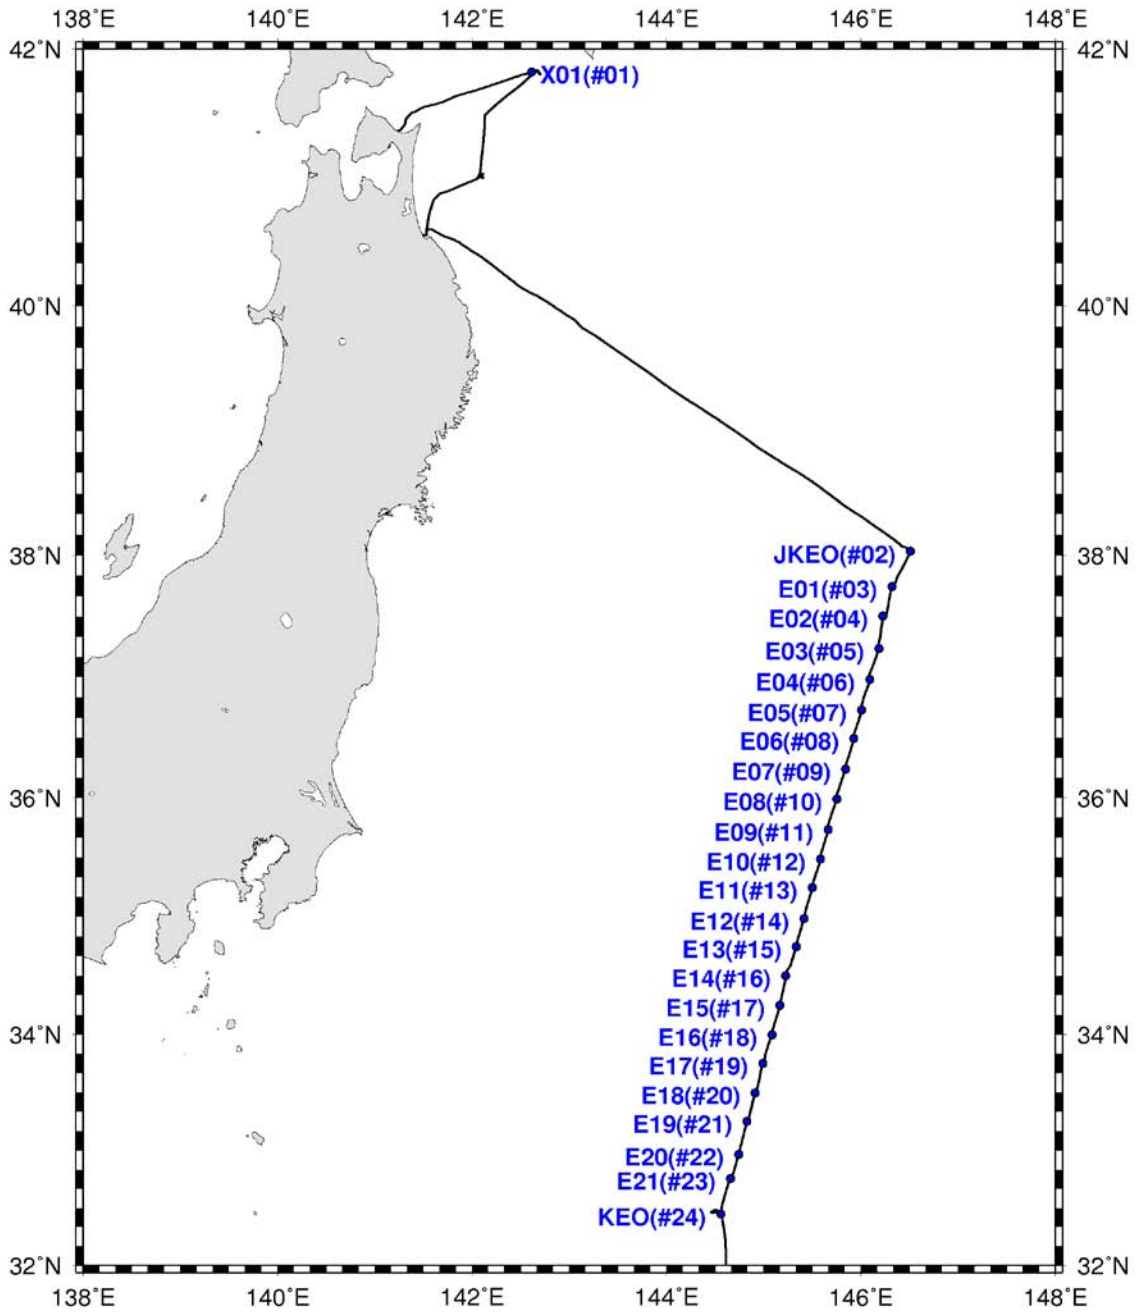 138°E 140°E 142°E 144°E 146°E 148°E
42°N 42°N
X01(#01)
40°N 40°N
38°N 38°N
JKEO(#02)
E01(#03)
E02(#04)
E03(#05)
E04(#06)
E05(#07)
E06(#08)
E07(#09)
36°N 36°N
E08(#10)
E09(#11)
E10(#12)
E11(#13)
E12(#14)
E13(#15)
E14(#16)
E15(#17)
34°N 34°N
E16(#18)
E17(#19)
E18(#20)
E19(#21)
E20(#22)
E21(#23)
KEO(#24)
32°N 32°N
138°E 140°E 142°E 144°E 146°E 148°E